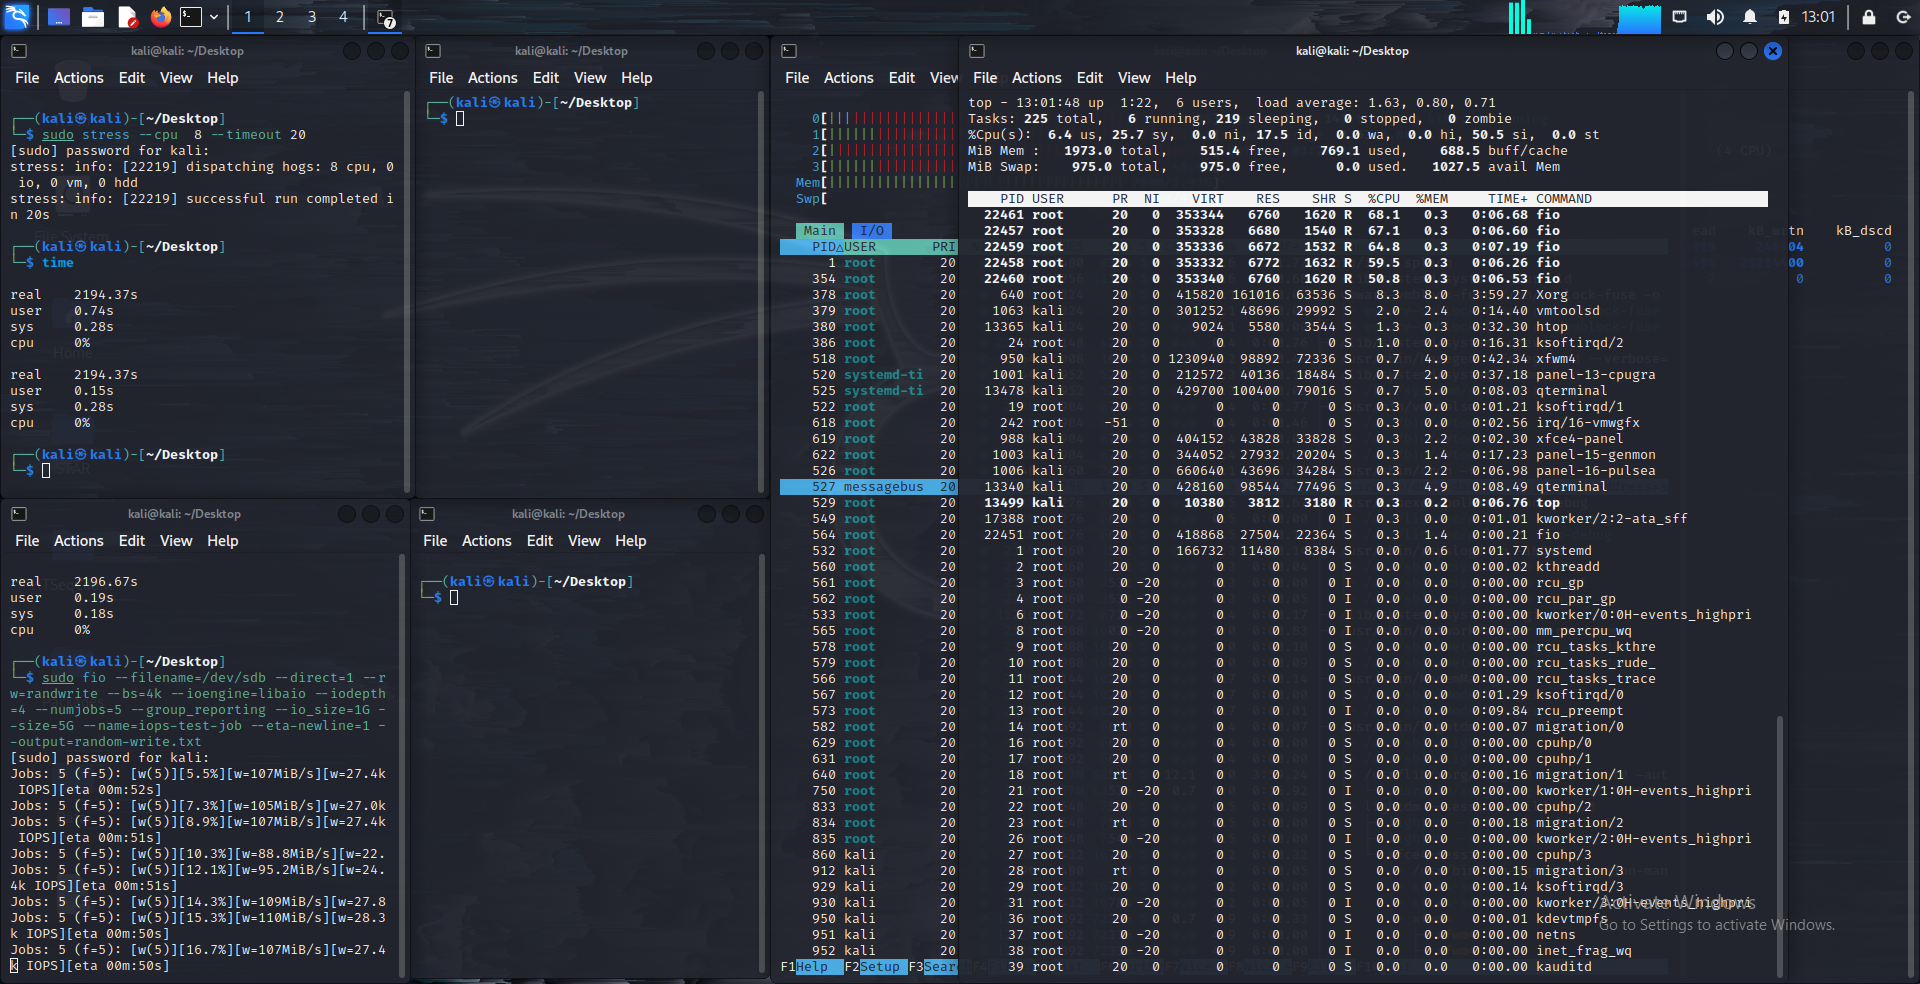 1 2 3 4 7 13:01
kali@kali: ~/Desktop
File Actions Edit View Help
┌──(kali㉿kali)-[~/Desktop]
└─$ sudo stress --cpu  8 --timeout 20
[sudo] password for kali:
stress: info: [22219] dispatching hogs: 8 cpu, 0
 io, 0 vm, 0 hdd
stress: info: [22219] successful run completed i
n 20s
┌──(kali㉿kali)-[~/Desktop]
└─$ time
real    2194.37s
user    0.74s
sys     0.28s
cpu     0%
real    2194.37s
user    0.15s
sys     0.28s
cpu     0%
┌──(kali㉿kali)-[~/Desktop]
└─$
kali@kali: ~/Desktop
File Actions Edit View Help
┌──(kali㉿kali)-[~/Desktop]
└─$
kali@kali: ~/Desktop
File Actions Edit View Help
real    2196.67s
user    0.19s
sys     0.18s
cpu     0%
┌──(kali㉿kali)-[~/Desktop]
└─$ sudo fio --filename=/dev/sdb --direct=1 --r
w=randwrite --bs=4k --ioengine=libaio --iodepth
=4 --numjobs=5 --group_reporting --io_size=1G -
-size=5G --name=iops-test-job --eta-newline=1 -
-output=random-write.txt
[sudo] password for kali:
Jobs: 5 (f=5): [w(5)][5.5%][w=107MiB/s][w=27.4k
 IOPS][eta 00m:52s]
Jobs: 5 (f=5): [w(5)][7.3%][w=105MiB/s][w=27.0k
Jobs: 5 (f=5): [w(5)][8.9%][w=107MiB/s][w=27.4k
 IOPS][eta 00m:51s]
Jobs: 5 (f=5): [w(5)][10.3%][w=88.8MiB/s][w=22.
Jobs: 5 (f=5): [w(5)][12.1%][w=95.2MiB/s][w=24.
4k IOPS][eta 00m:51s]
Jobs: 5 (f=5): [w(5)][14.3%][w=109MiB/s][w=27.8
Jobs: 5 (f=5): [w(5)][15.3%][w=110MiB/s][w=28.3
k IOPS][eta 00m:50s]
Jobs: 5 (f=5): [w(5)][16.7%][w=107MiB/s][w=27.4
k IOPS][eta 00m:50s]
kali@kali: ~/Desktop
File Actions Edit View Help
┌──(kali㉿kali)-[~/Desktop]
└─$
File Actions Edit View
0[
1[
2[
3[
Mem[
Swp[
Main I/O
PID△USER PRI
1 root 20
354 root 20
378 root 20
379 root 20
380 root 20
386 root 20
518 root 20
520 systemd-ti 20
525 systemd-ti 20
522 root 20
618 root 20
619 root 20
622 root 20
526 root 20
527 messagebus 20
529 root 20
549 root 20
564 root 20
532 root 20
560 root 20
561 root 20
562 root 20
533 root 20
565 root 20
578 root 20
579 root 20
566 root 20
567 root 20
573 root 20
582 root 20
629 root 20
631 root 20
640 root 20
750 root 20
833 root 20
834 root 20
835 root 20
860 kali 20
912 kali 20
929 kali 20
930 kali 20
950 kali 20
951 kali 20
952 kali 20
F1Help F2Setup F3Sear
kali@kali: ~/Desktop
File Actions Edit View Help
top - 13:01:48 up  1:22,  6 users,  load average: 1.63, 0.80, 0.71
Tasks: 225 total,   6 running, 219 sleeping,   0 stopped,   0 zombie
%Cpu(s):  6.4 us, 25.7 sy,  0.0 ni, 17.5 id,  0.0 wa,  0.0 hi, 50.5 si,  0.0 st
MiB Mem :   1973.0 total,    515.4 free,    769.1 used,    688.5 buff/cache
MiB Swap:    975.0 total,    975.0 free,      0.0 used.   1027.5 avail Mem
PID USER PR NI VIRT RES SHR S %CPU %MEM TIME+ COMMAND
22461 root 20 0 353344 6760 1620 R 68.1 0.3 0:06.68 fio
22457 root 20 0 353328 6680 1540 R 67.1 0.3 0:06.60 fio
22459 root 20 0 353336 6672 1532 R 64.8 0.3 0:07.19 fio
22458 root 20 0 353332 6772 1632 R 59.5 0.3 0:06.26 fio
22460 root 20 0 353340 6760 1620 R 50.8 0.3 0:06.53 fio
640 root 20 0 415820 161016 63536 S 8.3 8.0 3:59.27 Xorg
1063 kali 20 0 301252 48696 29992 S 2.0 2.4 0:14.40 vmtoolsd
13365 kali 20 0 9024 5580 3544 S 1.3 0.3 0:32.30 htop
24 root 20 0 0 0 0 S 1.0 0.0 0:16.31 ksoftirqd/2
950 kali 20 0 1230940 98892 72336 S 0.7 4.9 0:42.34 xfwm4
1001 kali 20 0 212572 40136 18484 S 0.7 2.0 0:37.18 panel-13-cpugra
13478 kali 20 0 429700 100400 79016 S 0.7 5.0 0:08.03 qterminal
19 root 20 0 0 0 0 S 0.3 0.0 0:01.21 ksoftirqd/1
242 root -51 0 0 0 0 S 0.3 0.0 0:02.56 irq/16-vmwgfx
988 kali 20 0 404152 43828 33828 S 0.3 2.2 0:02.30 xfce4-panel
1003 kali 20 0 344052 27932 20204 S 0.3 1.4 0:17.23 panel-15-genmon
1006 kali 20 0 660640 43696 34284 S 0.3 2.2 0:06.98 panel-16-pulsea
13340 kali 20 0 428160 98544 77496 S 0.3 4.9 0:08.49 qterminal
13499 kali 20 0 10380 3812 3180 R 0.3 0.2 0:06.76 top
17388 root 20 0 0 0 0 I 0.3 0.0 0:01.01 kworker/2:2-ata_sff
22451 root 20 0 418868 27504 22364 S 0.3 1.4 0:00.21 fio
1 root 20 0 166732 11480 8384 S 0.0 0.6 0:01.77 systemd
2 root 20 0 0 0 0 S 0.0 0.0 0:00.02 kthreadd
3 root 0 -20 0 0 0 I 0.0 0.0 0:00.00 rcu_gp
4 root 0 -20 0 0 0 I 0.0 0.0 0:00.00 rcu_par_gp
6 root 0 -20 0 0 0 I 0.0 0.0 0:00.00 kworker/0:0H-events_highpri
8 root 0 -20 0 0 0 I 0.0 0.0 0:00.00 mm_percpu_wq
9 root 20 0 0 0 0 S 0.0 0.0 0:00.00 rcu_tasks_kthre
10 root 20 0 0 0 0 S 0.0 0.0 0:00.00 rcu_tasks_rude_
11 root 20 0 0 0 0 S 0.0 0.0 0:00.00 rcu_tasks_trace
12 root 20 0 0 0 0 S 0.0 0.0 0:01.29 ksoftirqd/0
13 root 20 0 0 0 0 I 0.0 0.0 0:09.84 rcu_preempt
14 root rt 0 0 0 0 S 0.0 0.0 0:00.07 migration/0
16 root 20 0 0 0 0 S 0.0 0.0 0:00.00 cpuhp/0
17 root 20 0 0 0 0 S 0.0 0.0 0:00.00 cpuhp/1
18 root rt 0 0 0 0 S 0.0 0.0 0:00.16 migration/1
21 root 0 -20 0 0 0 I 0.0 0.0 0:00.00 kworker/1:0H-events_highpri
22 root 20 0 0 0 0 S 0.0 0.0 0:00.00 cpuhp/2
23 root rt 0 0 0 0 S 0.0 0.0 0:00.18 migration/2
26 root 0 -20 0 0 0 I 0.0 0.0 0:00.00 kworker/2:0H-events_highpri
27 root 20 0 0 0 0 S 0.0 0.0 0:00.00 cpuhp/3
28 root rt 0 0 0 0 S 0.0 0.0 0:00.15 migration/3
29 root 20 0 0 0 0 S 0.0 0.0 0:00.14 ksoftirqd/3
31 root 0 -20 0 0 0 I 0.0 0.0 0:00.00 kworker/3:0H-events_highpri
36 root 20 0 0 0 0 S 0.0 0.0 0:00.01 kdevtmpfs
37 root 0 -20 0 0 0 I 0.0 0.0 0:00.00 netns
38 root 0 -20 0 0 0 I 0.0 0.0 0:00.00 inet_frag_wq
39 root 20 0 0 0 0 S 0.0 0.0 0:00.00 kauditd
kB_wrtn kB_dscd
04 0
00 0
0 0
Activate Windows
Go to Settings to activate Windows.